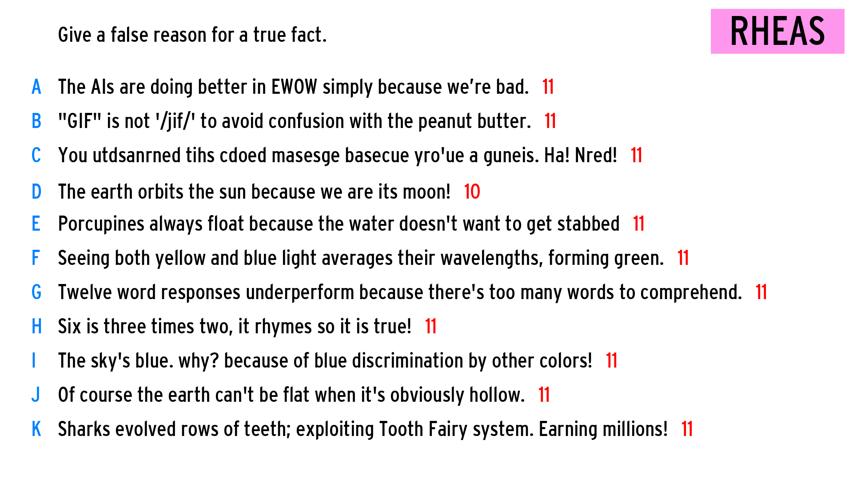 Give a false reason for a true fact.
RHEAS
A The AIs are doing better in EWOW simply because we're bad. 11
B "GIF" is not '/jif/' to avoid confusion with the peanut butter. 11
C You utdsanrned tihs cdoed masesge basecue yro'ue a guneis. Ha! Nred! 11
D The earth orbits the sun because we are its moon! 10
E Porcupines always float because the water doesn't want to get stabbed 11
F Seeing both yellow and blue light averages their wavelengths, forming green. 11
G Twelve word responses underperform because there's too many words to comprehend. 11
H Six is three times two, it rhymes so it is true! 11
I The sky's blue. why? because of blue discrimination by other colors! 11
J Of course the earth can't be flat when it's obviously hollow. 11
K Sharks evolved rows of teeth; exploiting Tooth Fairy system. Earning millions! 11